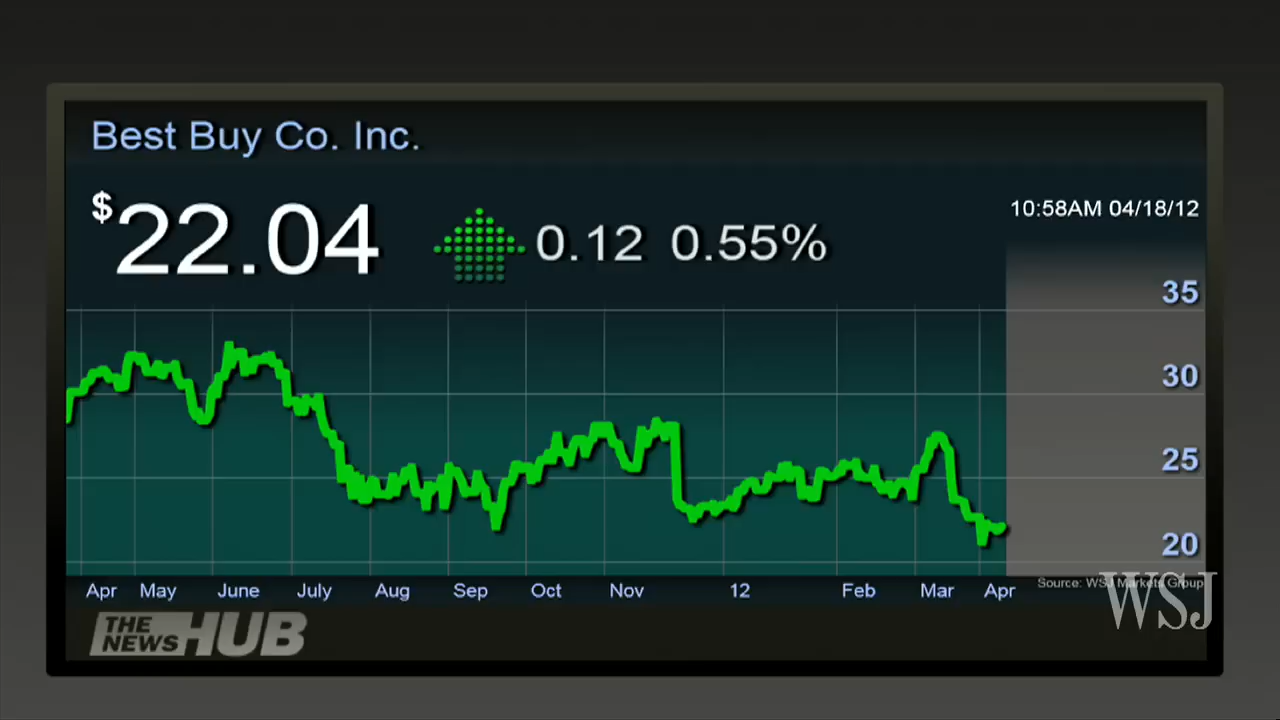 Best Buy Co. Inc.
$22.04 0.12 0.55%
10:58AM 04/18/12
35
30
25
20
Apr May June July Aug Sep Oct Nov 12 Feb Mar Apr
Source: WSJ Markets Group
WSJ
THE NEWS HUB